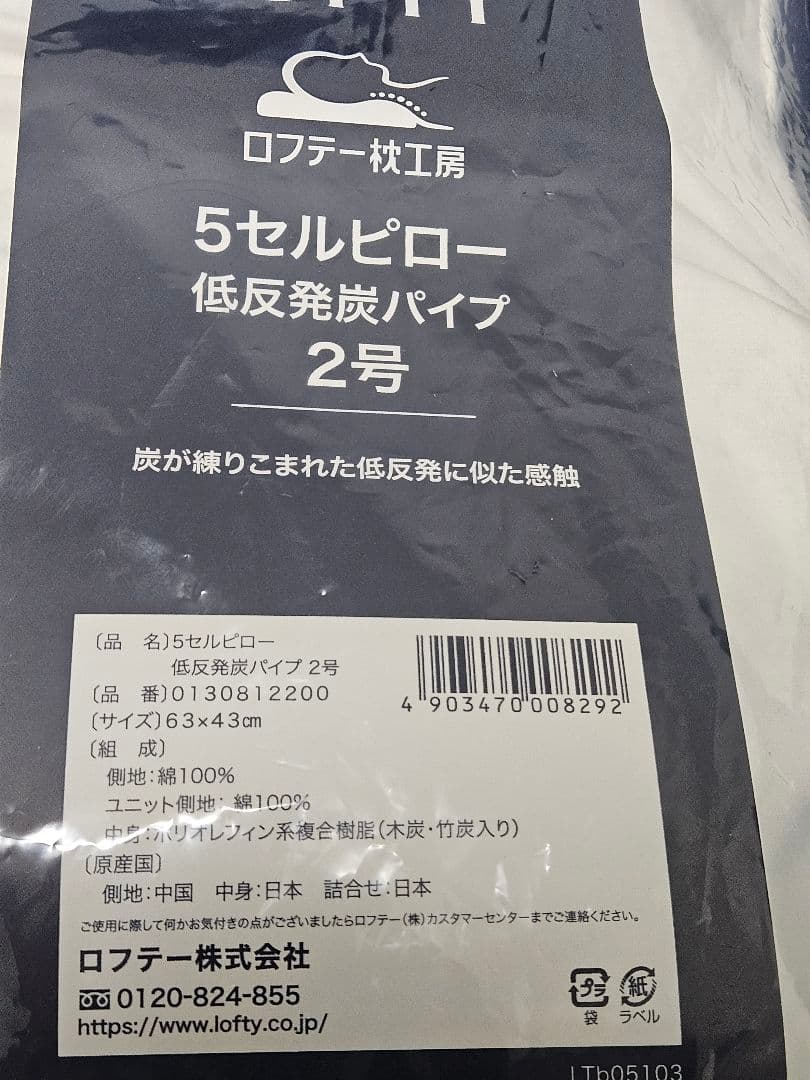 ロフテー枕工房
5セルピロー
低反発炭パイプ
2号
炭が練りこまれた低反発に似た感触
〔品　名〕5セルピロー
低反発炭パイプ 2号
〔品　番〕0130812200
〔サイズ〕63×43㎝
〔組　成〕
側地:綿100%
ユニット側地: 綿100%
中身:ポリオレフィン系複合樹脂(木炭・竹炭入り)
〔原産国〕
側地:中国　中身:日本　詰合せ:日本
ご使用に際して何かお気付きの点がございましたらロフテー(株)カスタマーセンターまでご連絡ください。
ロフテー株式会社
0120-824-855
https://www.lofty.co.jp/
4 903470 008292
プラ 紙
袋 ラベル
LTb05103